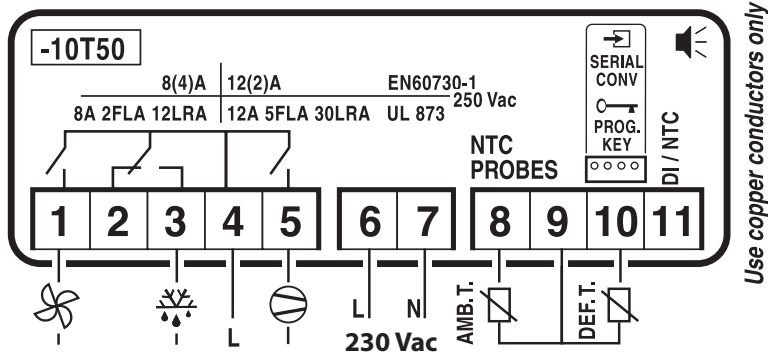 -10T50
SERIAL
CONV
8(4)A 12(2)A EN60730-1
250 Vac
8A 2FLA 12LRA 12A 5FLA 30LRA UL 873
PROG.
KEY
NTC
PROBES
DI / NTC
1 2 3 4 5 6 7 8 9 10 11
L
L N
230 Vac
AMB. T.
DEF. T.
Use copper conductors only